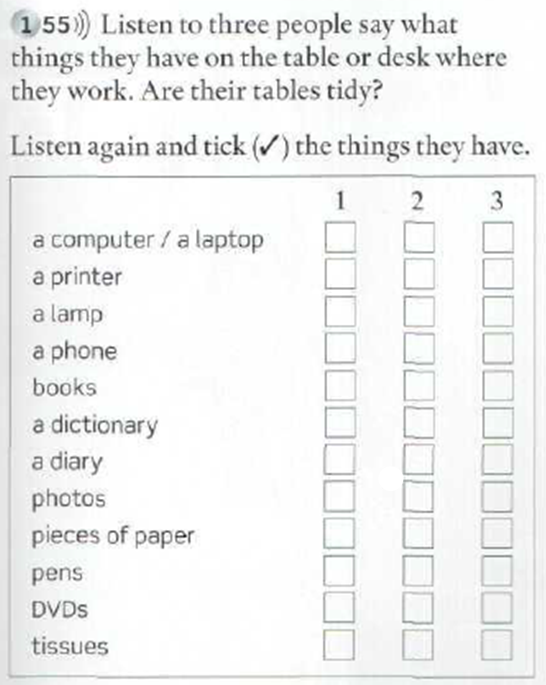 1 55)) Listen to three people say what
things they have on the table or desk where
they work. Are their tables tidy?
Listen again and tick (✓) the things they have.
1 2 3
a computer / a laptop
a printer
a lamp
a phone
books
a dictionary
a diary
photos
pieces of paper
pens
DVDs
tissues